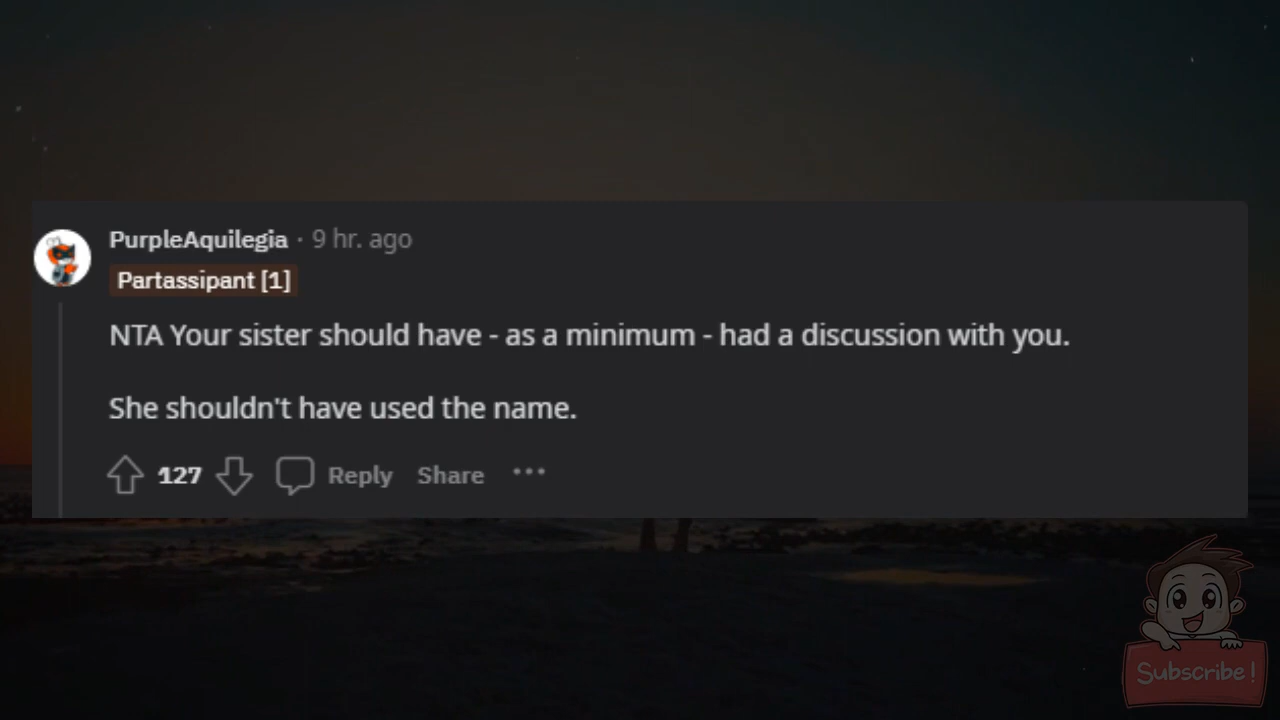 PurpleAquilegia · 9 hr. ago
Partassipant [1]
NTA Your sister should have - as a minimum - had a discussion with you.
She shouldn't have used the name.
127 Reply Share ···
Subscribe!